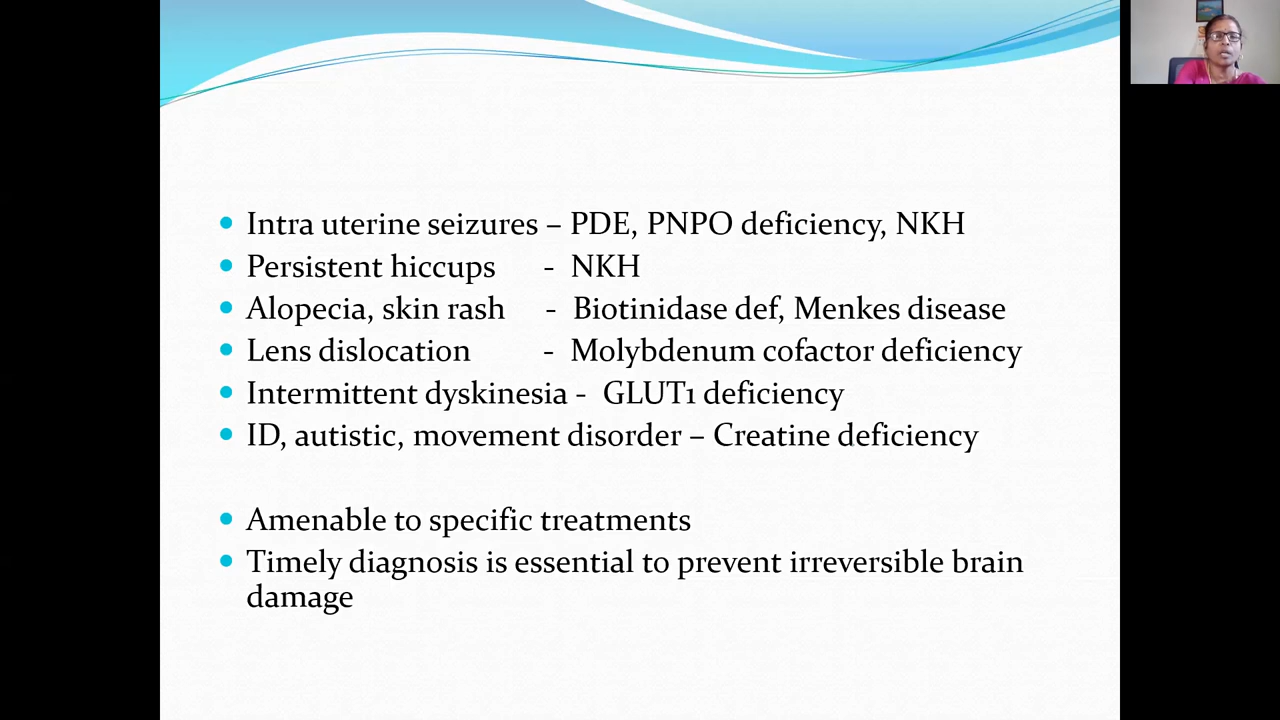 Intra uterine seizures – PDE, PNPO deficiency, NKH
Persistent hiccups - NKH
Alopecia, skin rash - Biotinidase def, Menkes disease
Lens dislocation - Molybdenum cofactor deficiency
Intermittent dyskinesia - GLUT1 deficiency
ID, autistic, movement disorder – Creatine deficiency
Amenable to specific treatments
Timely diagnosis is essential to prevent irreversible brain
damage